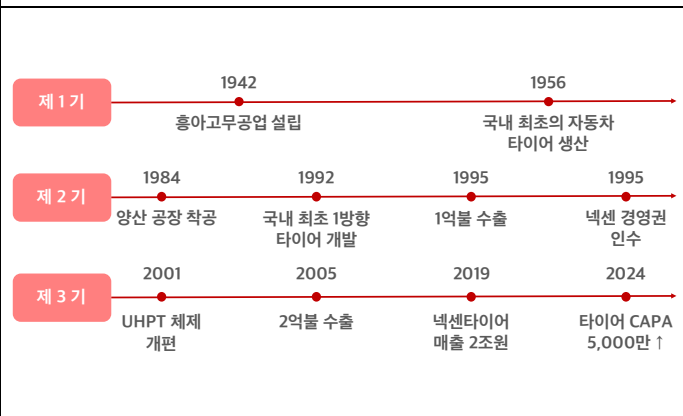 1942
1956
제 1 기
흥아고무공업 설립
국내 최초의 자동차
타이어 생산
1984
1992
1995
1995
제 2 기
양산 공장 착공
국내 최초 1방향
타이어 개발
1억불 수출
넥센 경영권
인수
2001
2005
2019
2024
제 3 기
UHPT 체제
개편
2억불 수출
넥센타이어
매출 2조원
타이어 CAPA
5,000만 ↑